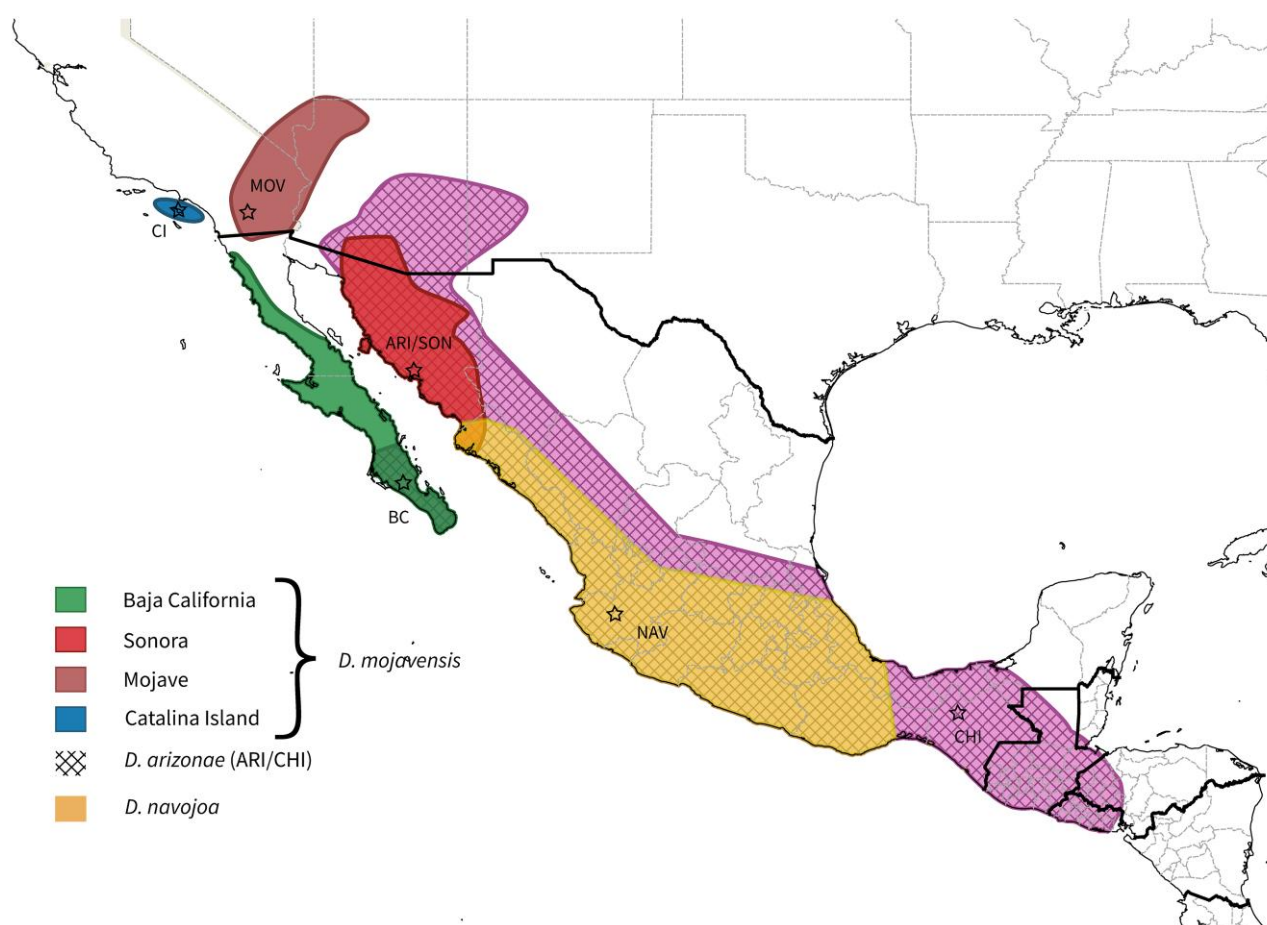 MOV
CI
ARI/SON
BC
NAV
CHI
Baja California
Sonora
Mojave
Catalina Island
D. mojavensis
D. arizonae (ARI/CHI)
D. navojoa